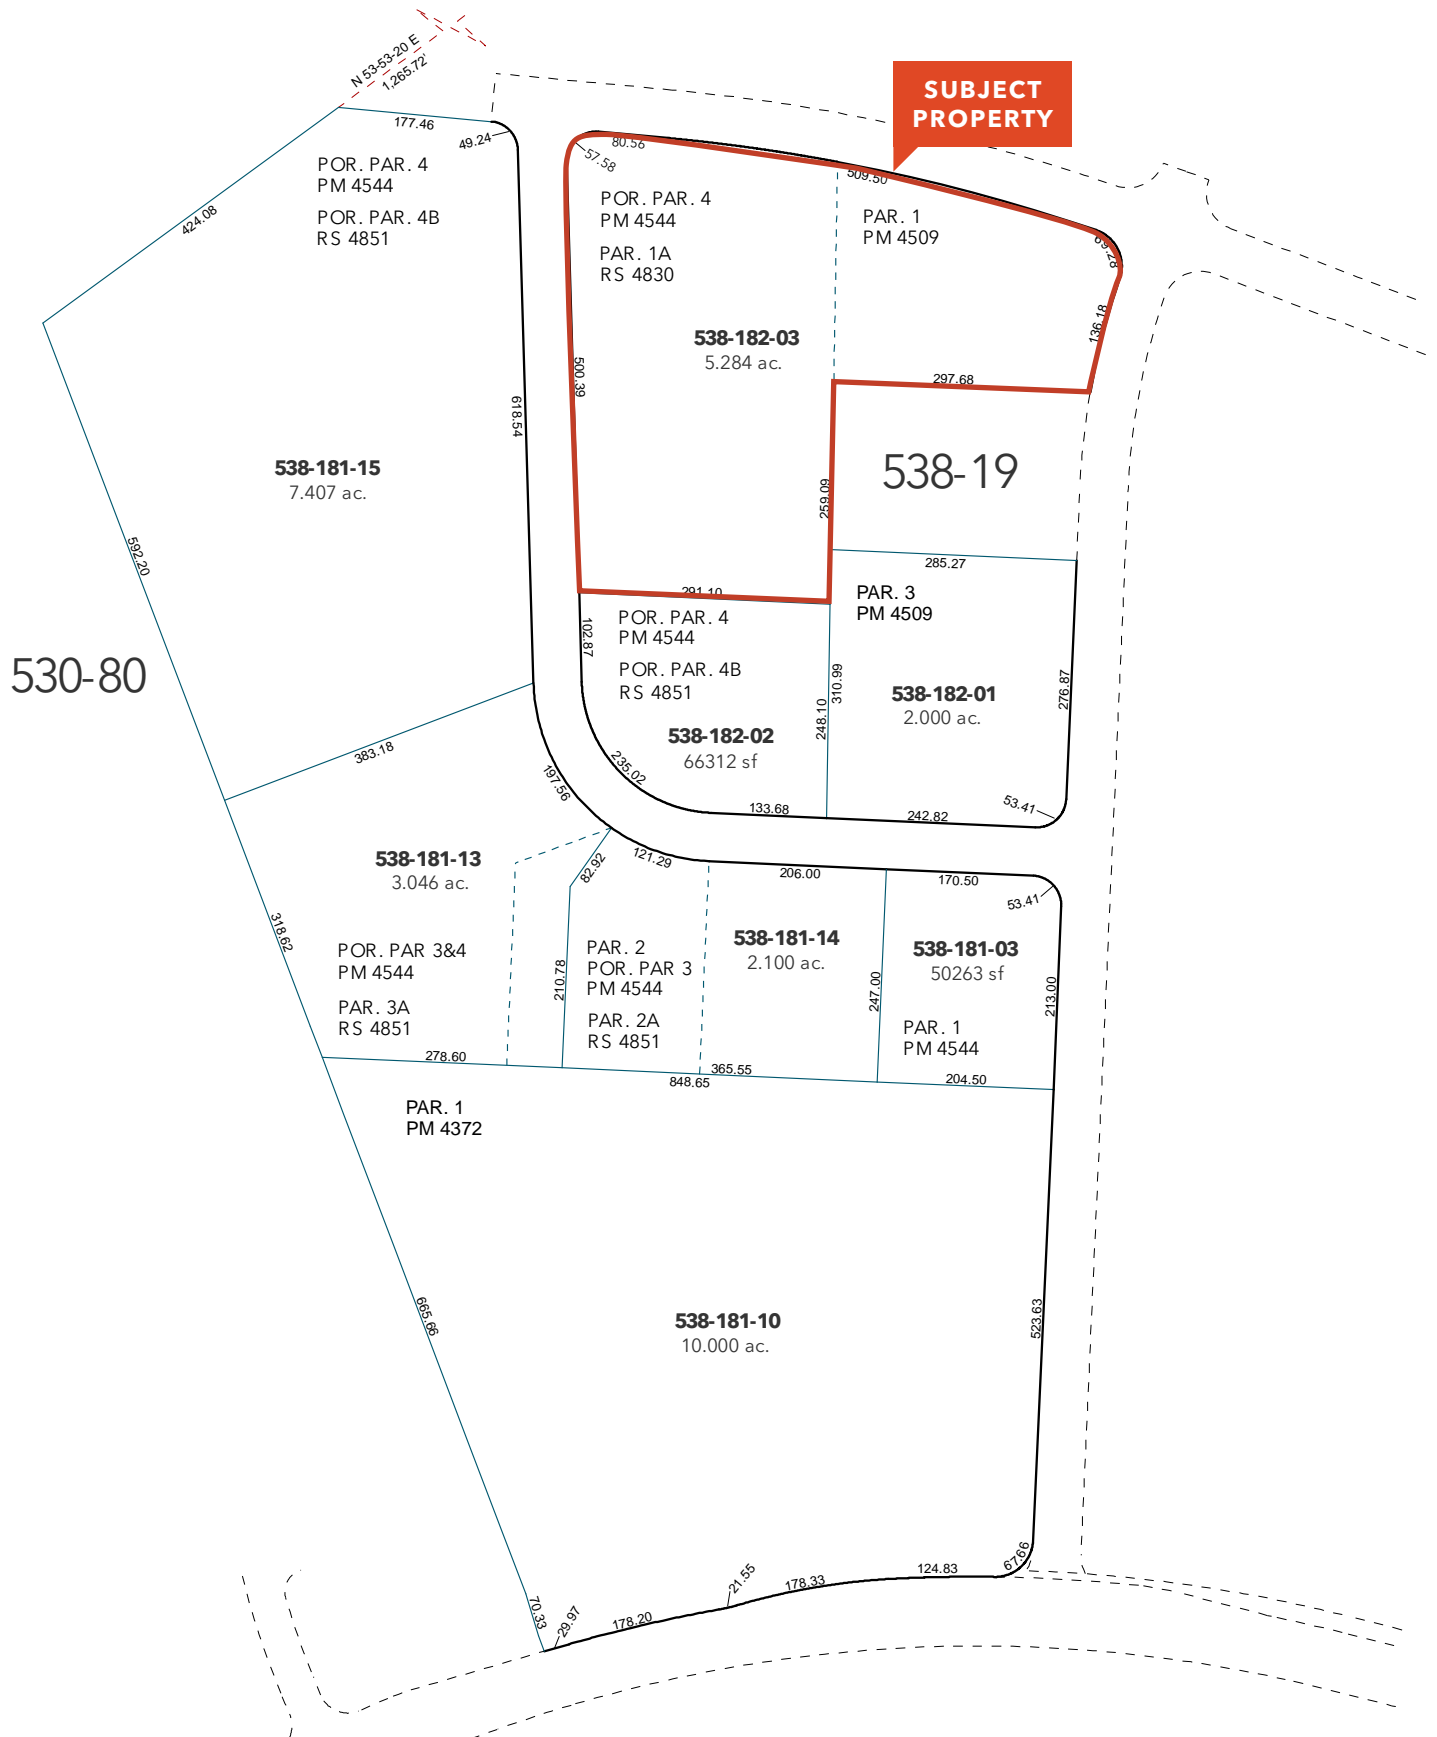 N 53-53-20 E
1,265.72'
SUBJECT
PROPERTY
177.46
49.24
80.56
57.58
509.50
POR. PAR. 4
PM 4544
POR. PAR. 4B
RS 4851
POR. PAR. 4
PM 4544
PAR. 1A
RS 4830
PAR. 1
PM 4509
424.08
69.28
136.18
538-182-03
5.284 ac.
500.39
297.68
618.54
538-181-15
7.407 ac.
538-19
259.09
592.20
285.27
291.10
PAR. 3
PM 4509
POR. PAR. 4
PM 4544
102.87
POR. PAR. 4B
RS 4851
530-80
310.99
248.10
538-182-01
2.000 ac.
276.87
538-182-02
66312 sf
383.18
235.02
197.56
133.68
242.82
53.41
538-181-13
3.046 ac.
82.92
121.29
206.00
170.50
53.41
318.62
POR. PAR 3&4
PM 4544
PAR. 3A
RS 4851
210.78
PAR. 2
POR. PAR 3
PM 4544
PAR. 2A
RS 4851
538-181-14
2.100 ac.
247.00
538-181-03
50263 sf
213.00
PAR. 1
PM 4544
278.60
365.55
848.65
204.50
PAR. 1
PM 4372
665.66
538-181-10
10.000 ac.
523.63
67.66
124.83
178.33
21.55
178.20
29.97
70.33